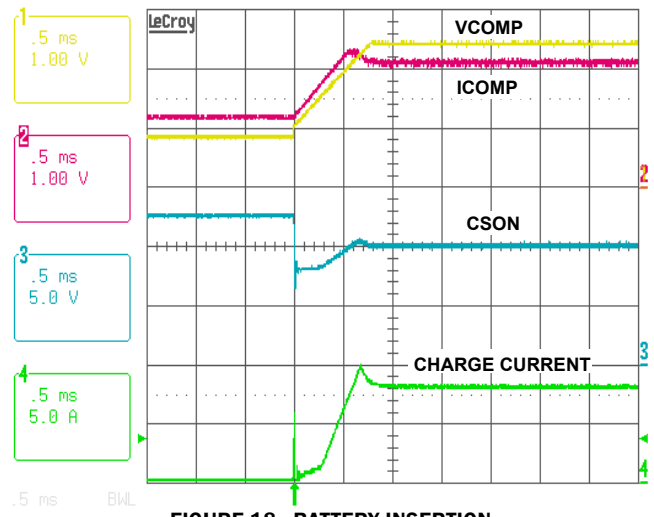 1
.5 ms
1.00 V
2
.5 ms
1.00 V
3
.5 ms
5.0 V
4
.5 ms
5.0 A
.5 ms BWL
LeCroy
VCOMP
ICOMP
2
CSON
3
CHARGE CURRENT
4
FIGURE 18. BATTERY INSERTION